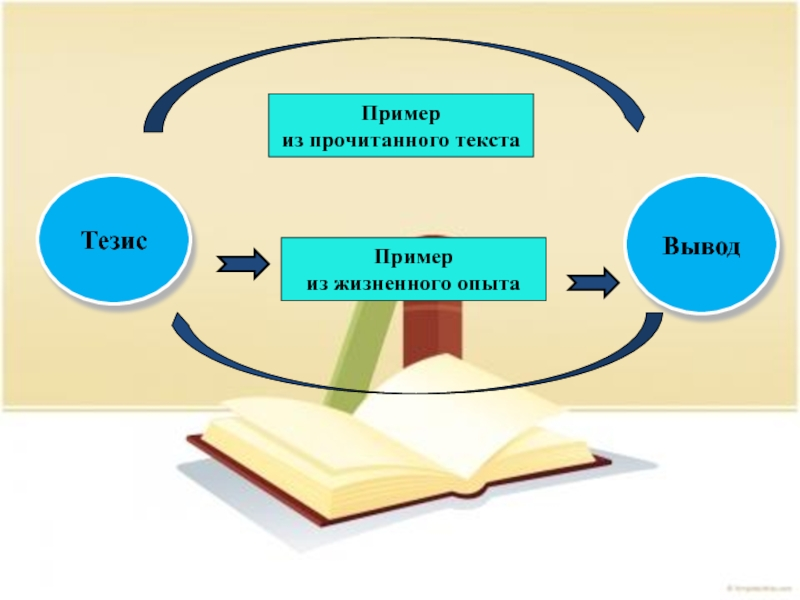 Пример
из прочитанного текста
Тезис
Пример
из жизненного опыта
Вывод